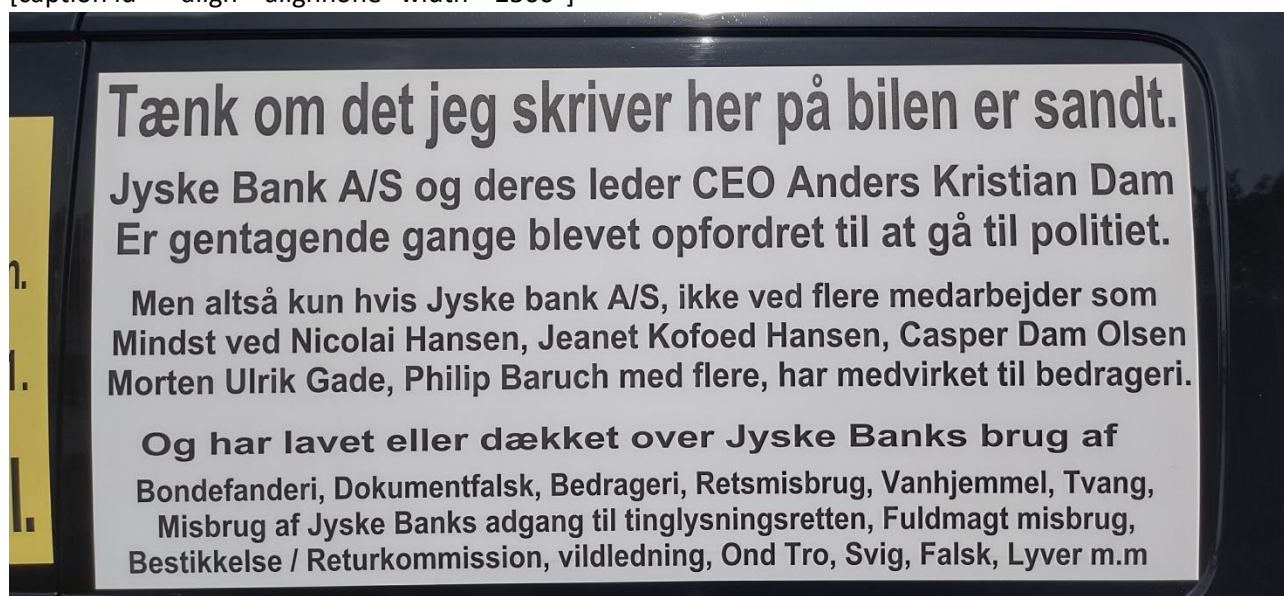 Tænk om det jeg skriver her på bilen er sandt.
Jyske Bank A/S og deres leder CEO Anders Kristian Dam
Er gentagende gange blevet opfordret til at gå til politiet.
Men altså kun hvis Jyske bank A/S, ikke ved flere medarbejder som
Mindst ved Nicolai Hansen, Jeanet Kofoed Hansen, Casper Dam Olsen
Morten Ulrik Gade, Philip Baruch med flere, har medvirket til bedrageri.
Og har lavet eller dækket over Jyske Banks brug af
Bondefanderi, Dokumentfalsk, Bedrageri, Retsmisbrug, Vanhjemmel, Tvang,
Misbrug af Jyske Banks adgang til tinglysningsretten, Fuldmagt misbrug,
Bestikkelse / Returkommission, vildledning, Ond Tro, Svig, Falsk, Lyver m.m